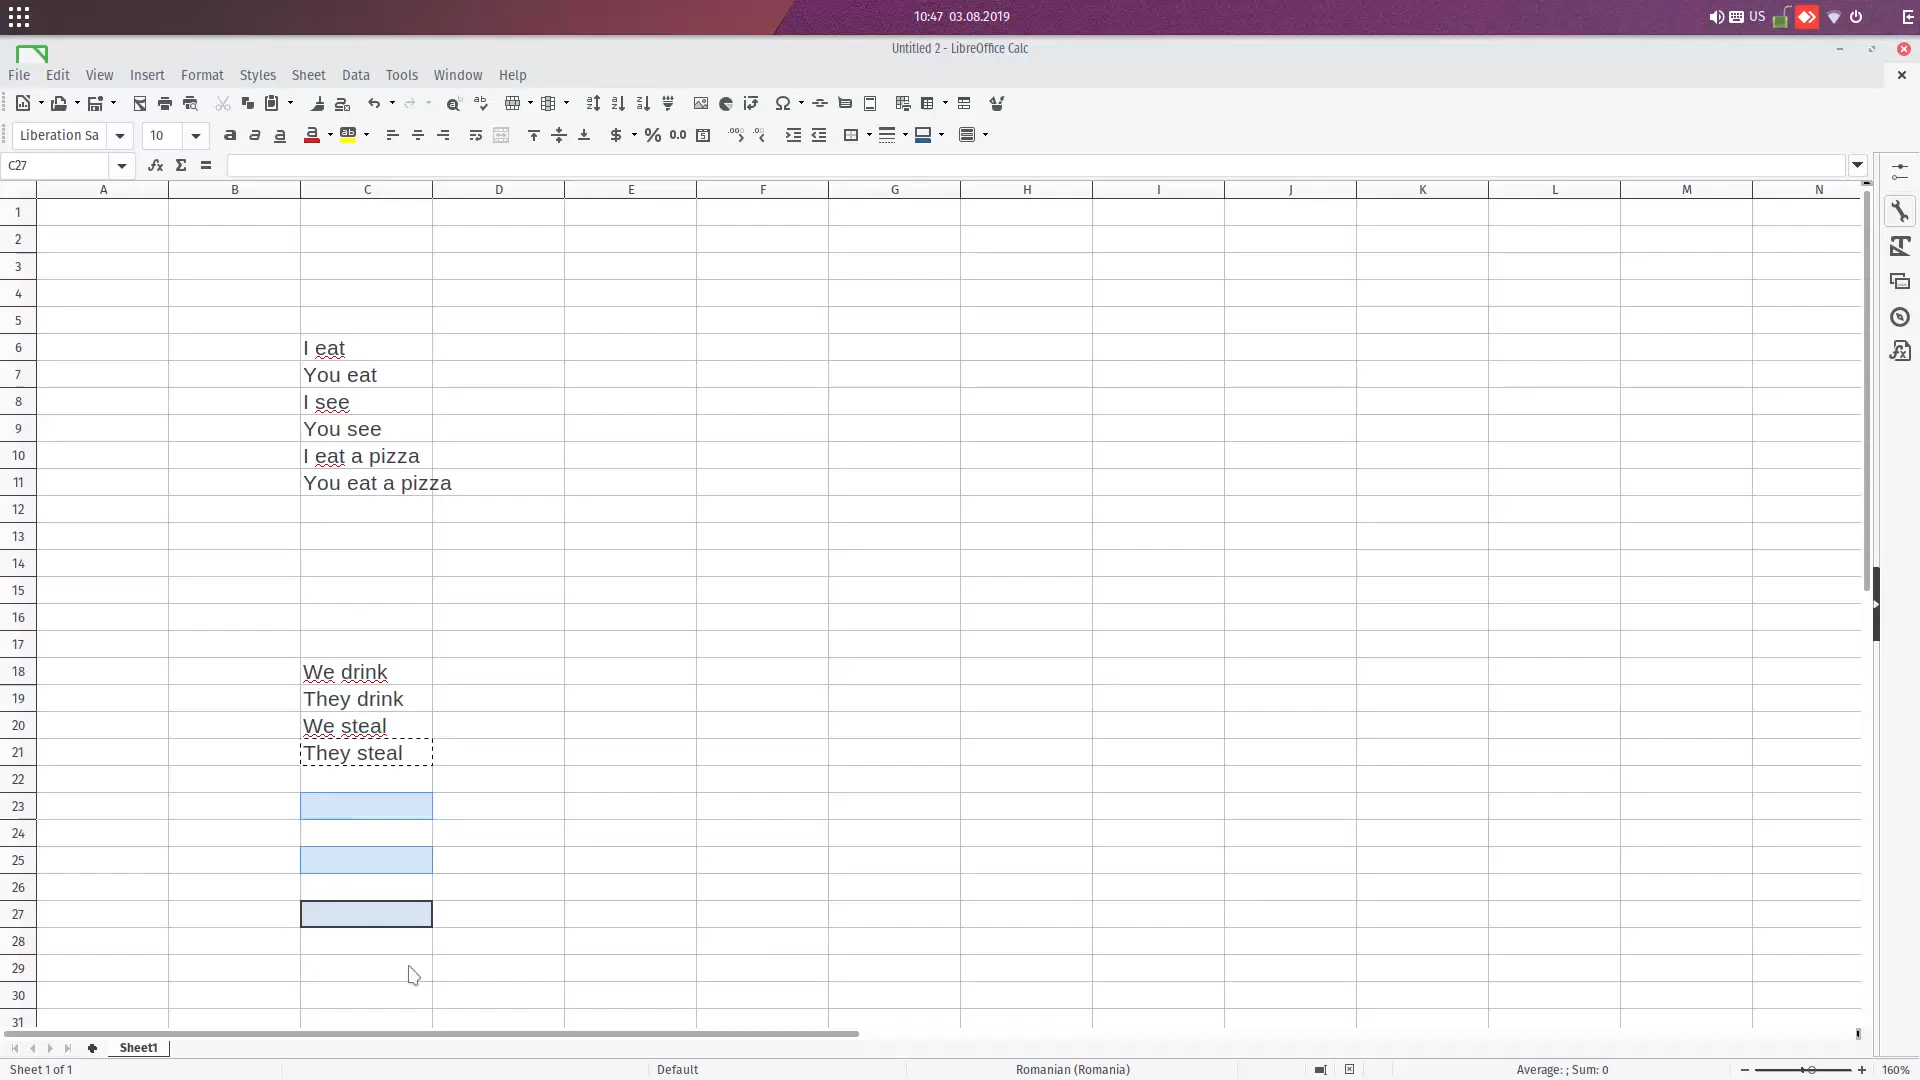 10:47 03.08.2019
US
Untitled 2 - LibreOffice Calc
File Edit View Insert Format Styles Sheet Data Tools Window Help
Liberation Sa 10
C27
A B C D E F G H I J K L M N
1
2
3
4
5
6 I eat
7 You eat
8 I see
9 You see
10 I eat a pizza
11 You eat a pizza
12
13
14
15
16
17
18 We drink
19 They drink
20 We steal
21 They steal
22
23
24
25
26
27
28
29
30
31
Sheet1
Sheet 1 of 1 Default Romanian (Romania) Average: ; Sum: 0 160%